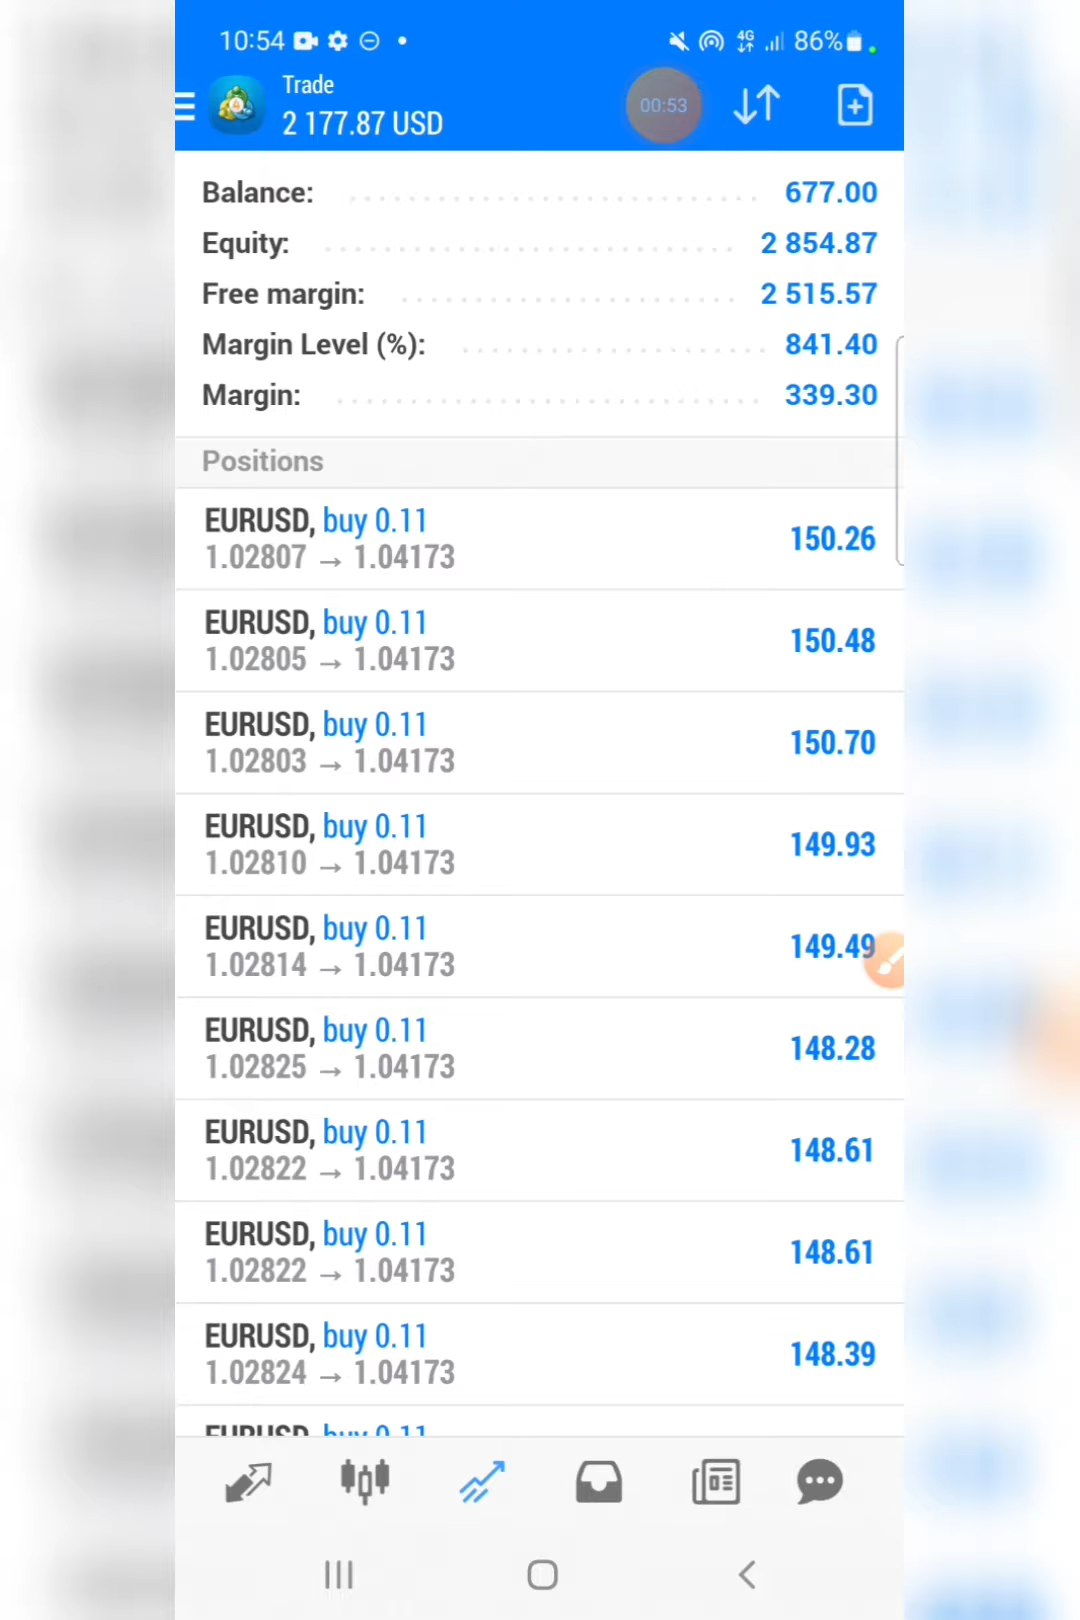 10:54
4G
86%
Trade
2 177.87 USD
00:53
Balance: 677.00
Equity: 2 854.87
Free margin: 2 515.57
Margin Level (%): 841.40
Margin: 339.30
Positions
EURUSD, buy 0.11
1.02807 → 1.04173
150.26
EURUSD, buy 0.11
1.02805 → 1.04173
150.48
EURUSD, buy 0.11
1.02803 → 1.04173
150.70
EURUSD, buy 0.11
1.02810 → 1.04173
149.93
EURUSD, buy 0.11
1.02814 → 1.04173
149.49
EURUSD, buy 0.11
1.02825 → 1.04173
148.28
EURUSD, buy 0.11
1.02822 → 1.04173
148.61
EURUSD, buy 0.11
1.02822 → 1.04173
148.61
EURUSD, buy 0.11
1.02824 → 1.04173
148.39
EURUSD, buy 0.11